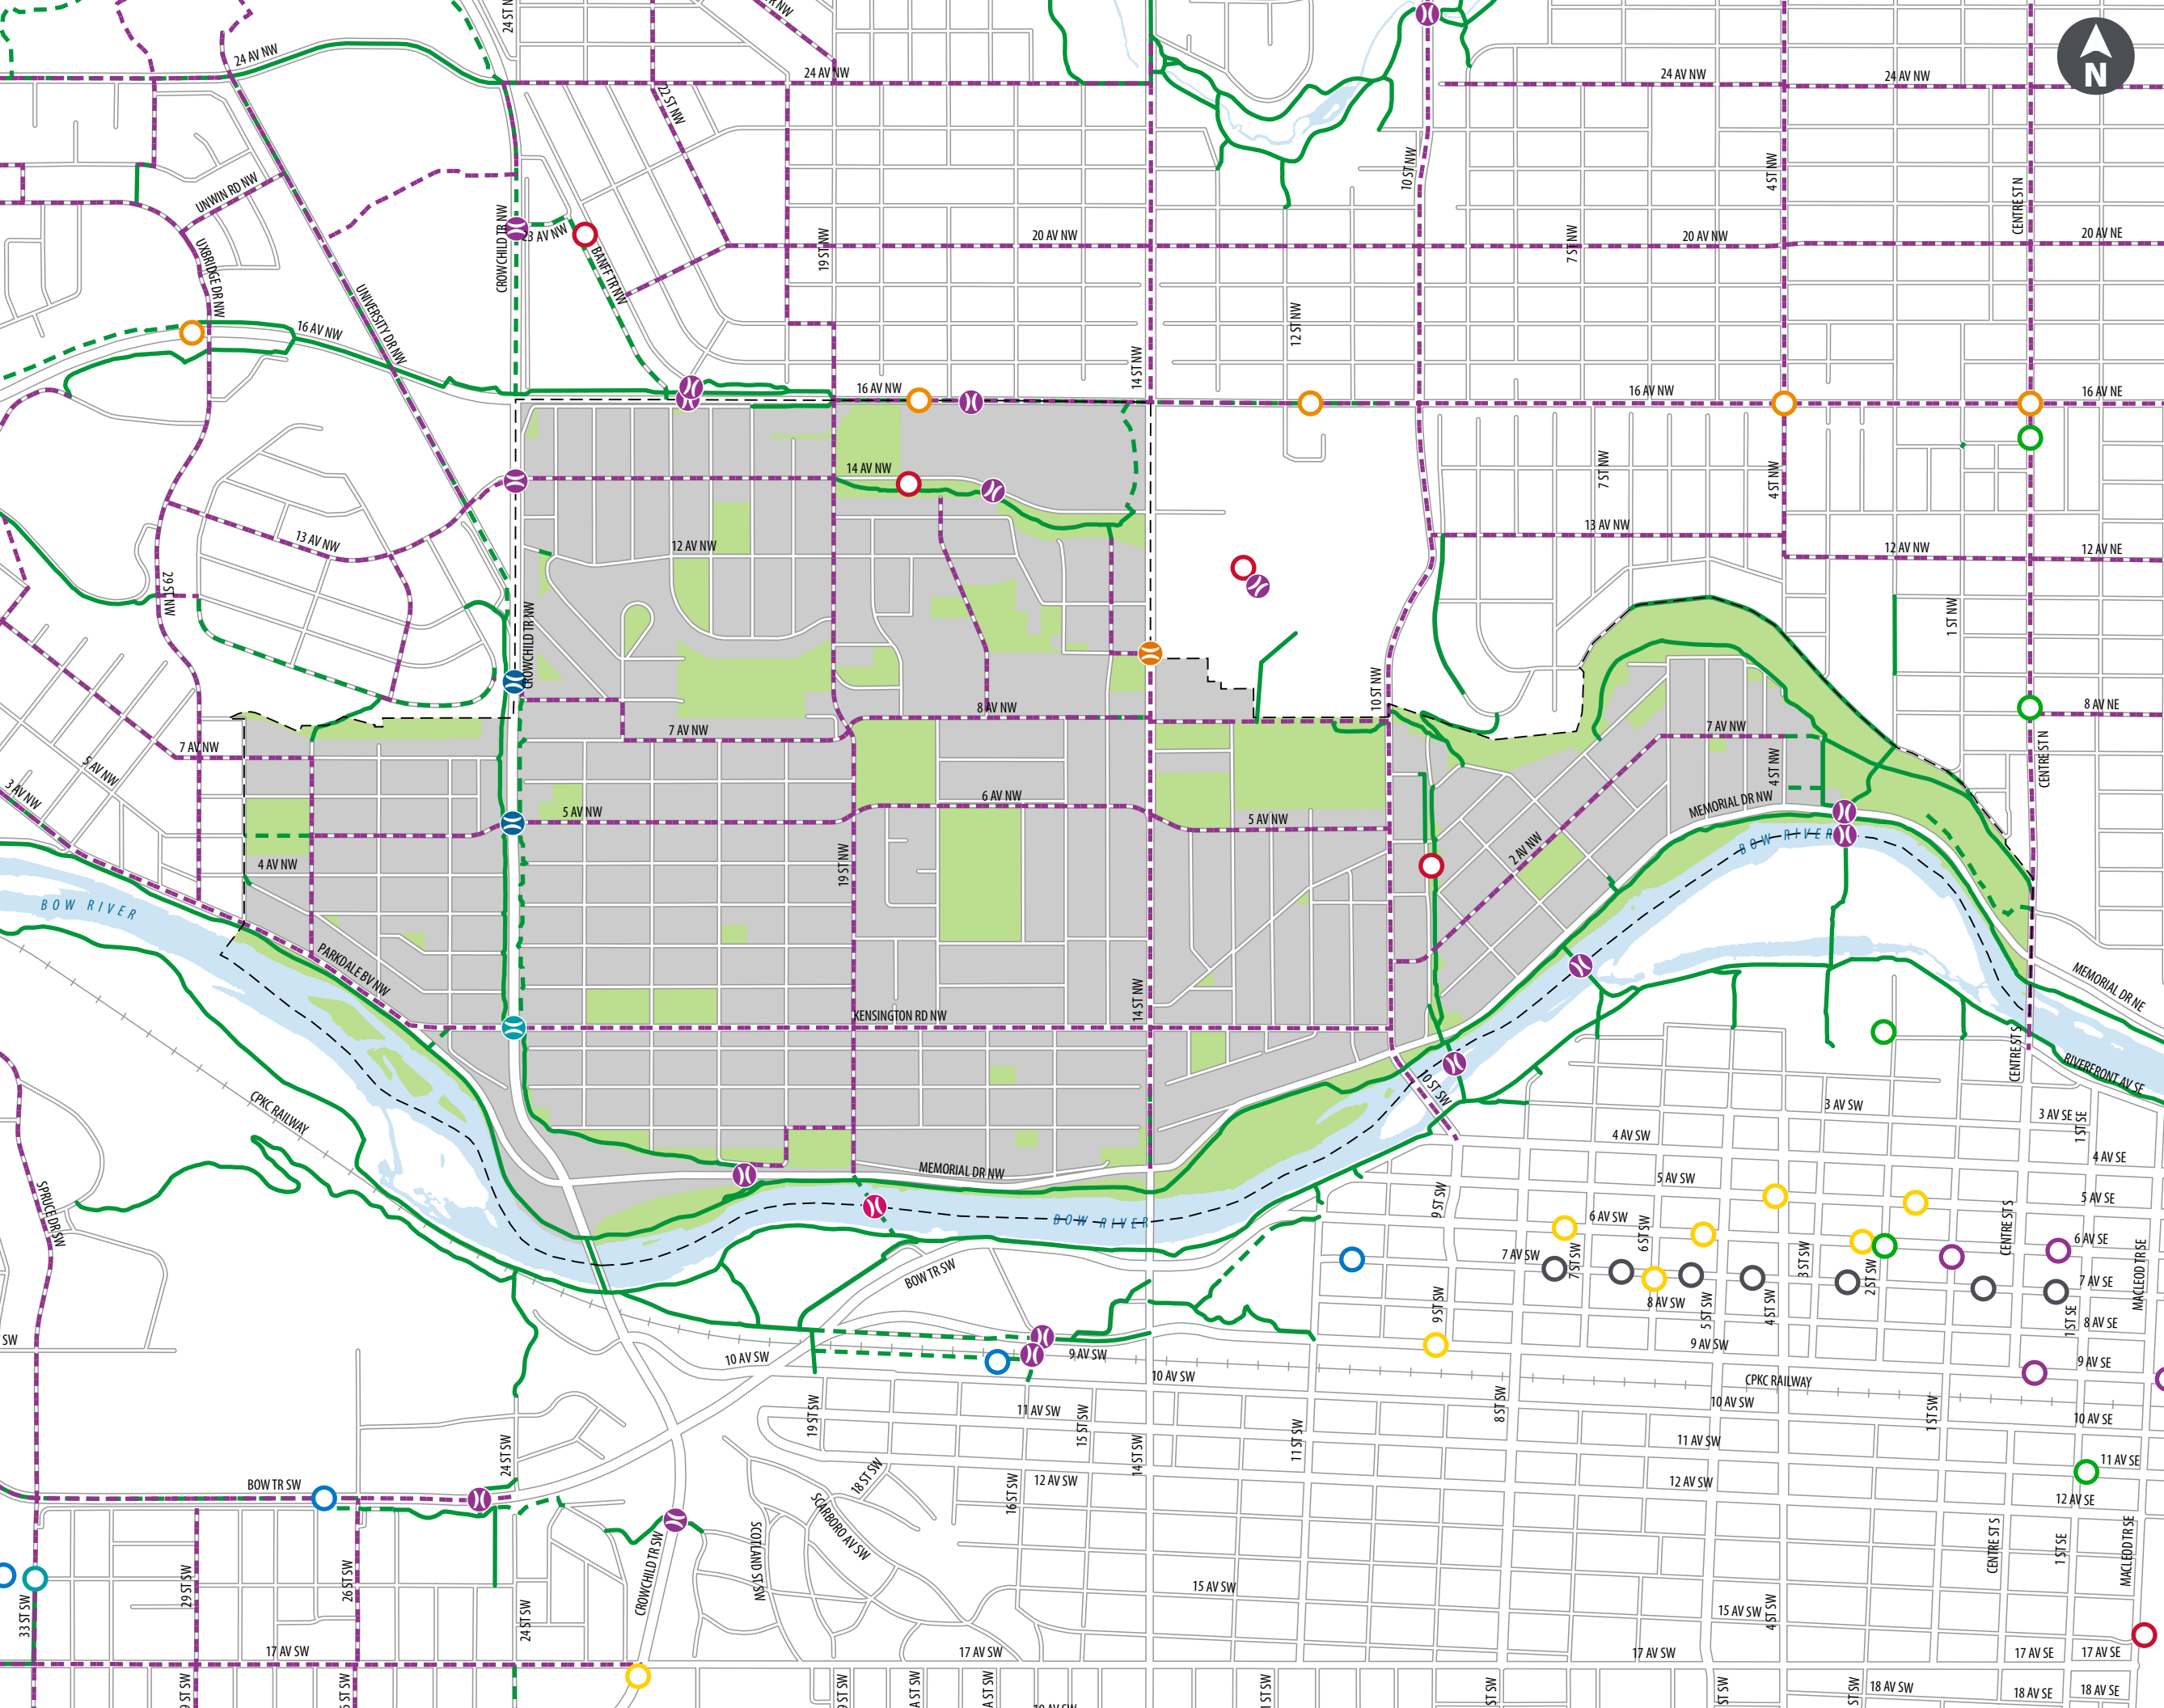 24 ST N
24 AV NW
24 AV NW
24 AV NW
24 AV NW
N
22 ST NW
10 ST NW
4 ST NW
CENTRE ST N
UNWIN RD NW
CROWCHILD TR NW
23 AV NW
BANFF TR NW
19 ST NW
20 AV NW
7 ST NW
20 AV NW
20 AV NE
UXBRIDGE DR NW
UNIVERSITY DR NW
16 AV NW
12 ST NW
14 ST NW
16 AV NW
16 AV NW
16 AV NE
14 AV NW
7 ST NW
4 ST NW
13 AV NW
12 AV NW
13 AV NW
12 AV NW
12 AV NE
29 ST NW
CROWCHILD TR NW
1 ST NW
10 ST NW
8 AV NW
8 AV NE
7 AV NW
7 AV NW
7 AV NW
5 AV NW
3 AV NW
4 ST NW
CENTRE ST N
6 AV NW
5 AV NW
5 AV NW
MEMORIAL DR NW
BOW RIVER
2 AV NW
4 AV NW
19 ST NW
BOW RIVER
PARKDALE BV NW
14 ST NW
KENSINGTON RD NW
MEMORIAL DR NE
CENTRE ST S
RIVERFRONT AV SE
10 ST SW
CPKC RAILWAY
3 AV SW
3 AV SE
1 ST SE
4 AV SW
4 AV SE
MEMORIAL DR NW
5 AV SW
5 AV SE
SPRUCE DR SW
9 ST SW
BOW RIVER
6 AV SW
6 ST SW
CENTRE ST S
6 AV SE
7 AV SW
7 ST SW
3 ST SW
2 ST SW
7 AV SE
MACLEOD TR SE
BOW TR SW
9 ST SW
8 AV SW
5 ST SW
4 ST SW
1 ST SE
8 AV SE
SW
10 AV SW
9 AV SW
9 AV SW
9 AV SE
10 AV SW
CPKC RAILWAY
8 ST SW
10 AV SW
1 ST SW
10 AV SE
19 ST SW
11 AV SW
15 ST SW
14 ST SW
11 ST SW
11 AV SW
11 AV SE
24 ST SW
BOW TR SW
18 ST SW
16 ST SW
12 AV SW
12 AV SW
12 AV SE
SCARBORO AV SW
SCOTLAND ST SW
CROWCHILD TR SW
CENTRE ST S
1 ST SE
MACLEOD TR SE
29 ST SW
26 ST SW
33 ST SW
24 ST SW
15 AV SW
15 AV SW
4 ST SW
17 AV SW
17 AV SW
17 AV SW
17 AV SE
17 AV SE
18 AV SW
18 AV SE
18 AV SE